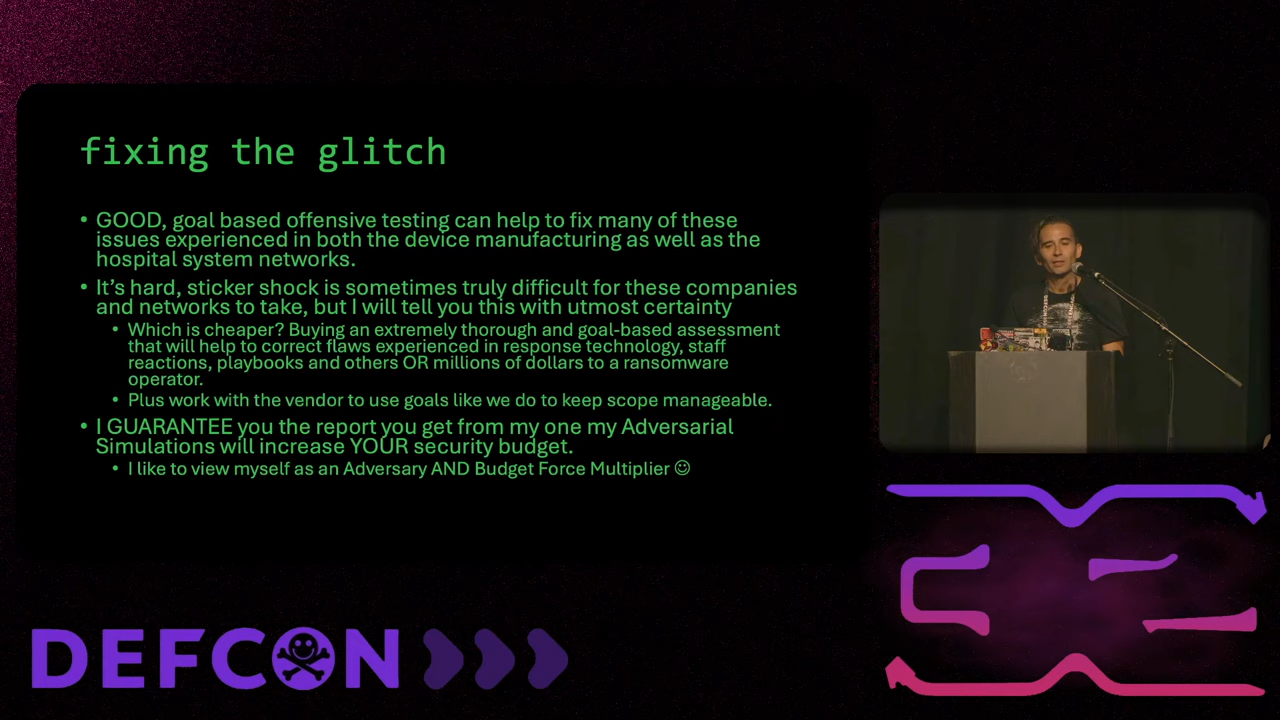 fixing the glitch
• GOOD, goal based offensive testing can help to fix many of these
issues experienced in both the device manufacturing as well as the
hospital system networks.
• It’s hard, sticker shock is sometimes truly difficult for these companies
and networks to take, but I will tell you this with utmost certainty
• Which is cheaper? Buying an extremely thorough and goal-based assessment
that will help to correct flaws experienced in response technology, staff
reactions, playbooks and others OR millions of dollars to a ransomware
operator.
• Plus work with the vendor to use goals like we do to keep scope manageable.
• I GUARANTEE you the report you get from my one my Adversarial
Simulations will increase YOUR security budget.
• I like to view myself as an Adversary AND Budget Force Multiplier ☺
DEFCON